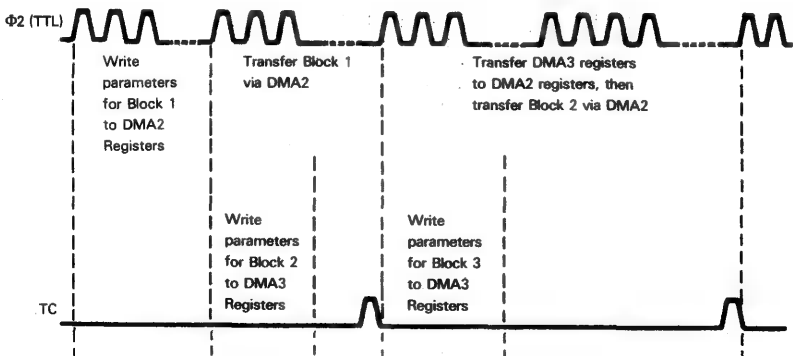 Φ2 (TTL)
Write
parameters
for Block 1
to DMA2
Registers
Transfer Block 1
via DMA2
Transfer DMA3 registers
to DMA2 registers, then
transfer Block 2 via DMA2
Write
parameters
for Block 2
to DMA3
Registers
Write
parameters
for Block 3
to DMA3
Registers
TC